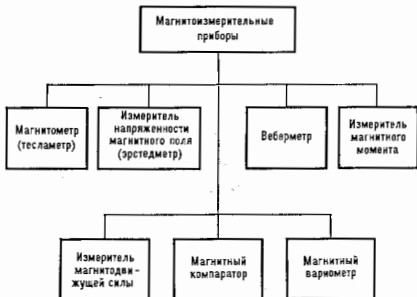 Магнитоизмерительные
приборы
Магнитометр
(тесламетр)
Измеритель
напряженности
магнитного поля
(эрстедметр)
Веберметр
Измеритель
магнитного
момента
Измеритель
магнитодви-
жущей силы
Магнитный
компаратор
Магнитный
вариометр